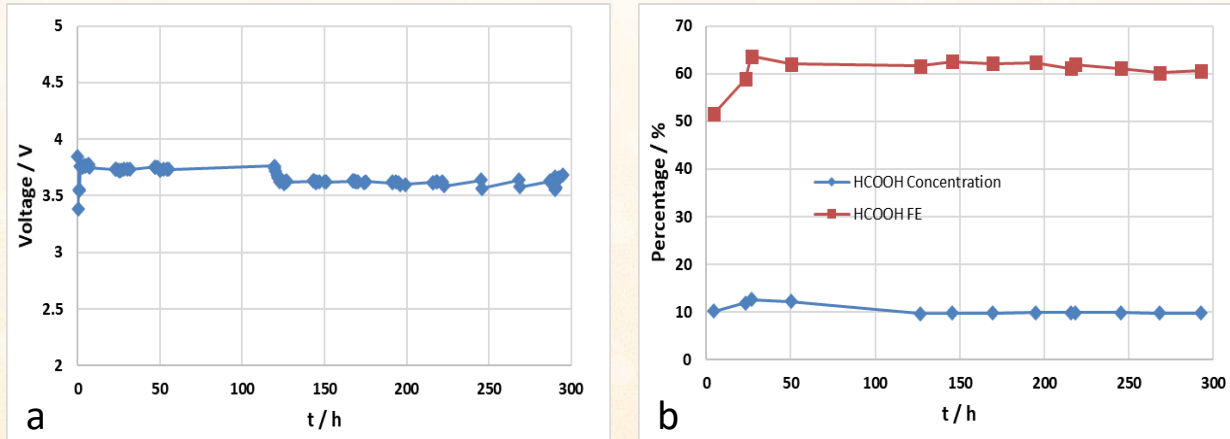 5
4.5
4
3.5
3
2.5
2
Voltage / V
0 50 100 150 200 250 300
t / h
a
70
60
50
40
30
20
10
0
Percentage / %
HCOOH Concentration
HCOOH FE
0 50 100 150 200 250 300
t / h
b